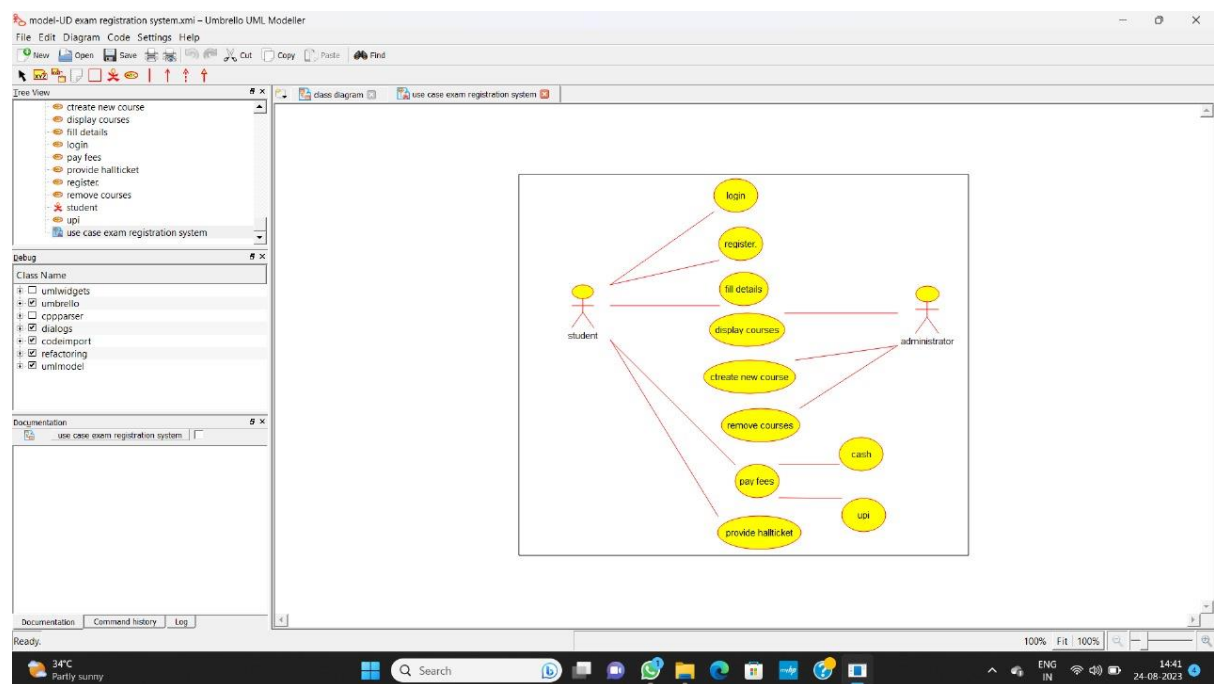 model-UD exam registration system.xmi – Umbrello UML Modeller
File Edit Diagram Code Settings Help
New Open Save Cut Copy Paste Find
Tree View
ctreate new course
display courses
fill details
login
pay fees
provide hallticket
register.
remove courses
student
upi
use case exam registration system
Debug
Class Name
umlwidgets
umbrello
cppparser
dialogs
codeimport
refactoring
umlmodel
Documentation
use case exam registration system
Documentation Command history Log
class diagram use case exam registration system
login
register.
fill details
student
display courses
administrator
ctreate new course
remove courses
cash
pay fees
upi
provide hallticket
Ready.
100% Fit 100%
34°C
Partly sunny
Search
ENG
IN
14:41
24-08-2023
4